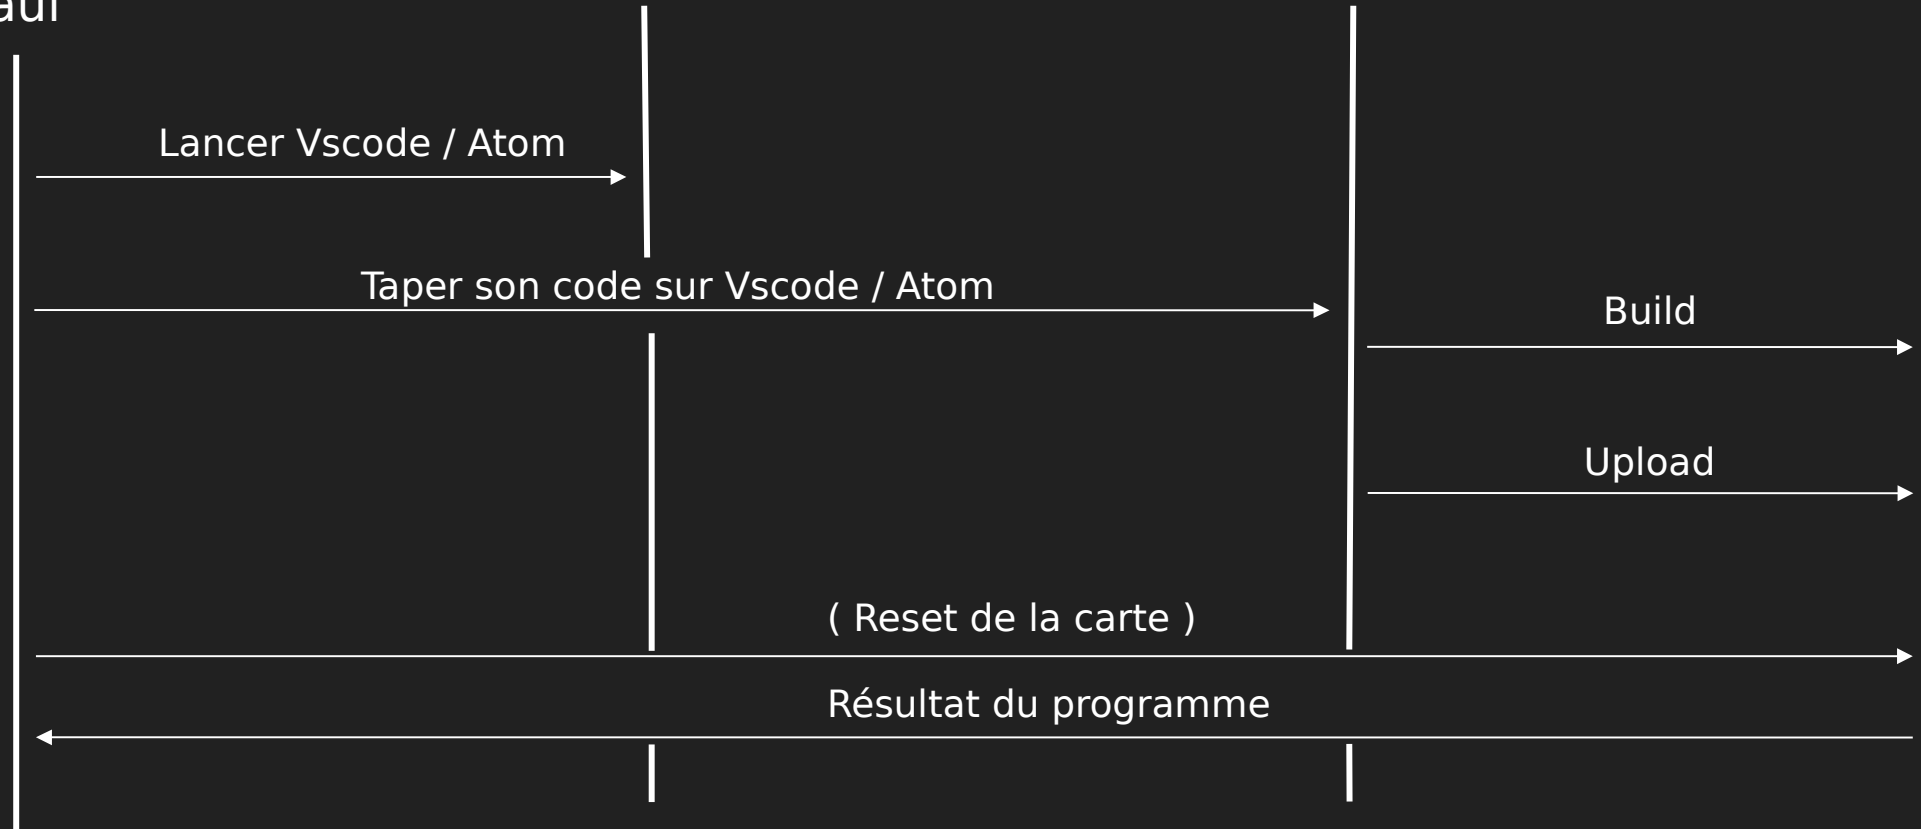 Lancer Vscode / Atom
Taper son code sur Vscode / Atom
Build
Upload
( Reset de la carte )
Résultat du programme